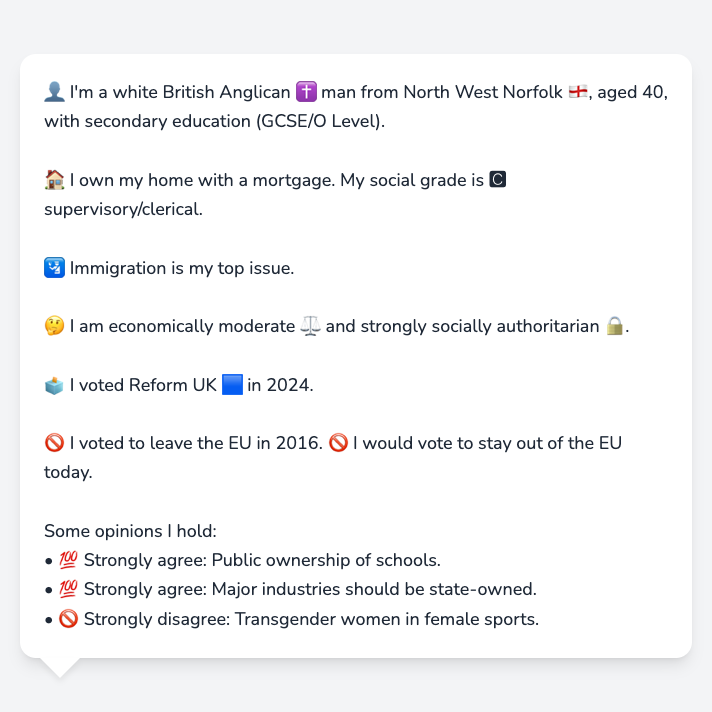 👤 I'm a white British Anglican ✝️ man from North West Norfolk 🏴󠁧󠁢󠁥󠁮󠁧󠁿, aged 40,
with secondary education (GCSE/O Level).
🏠 I own my home with a mortgage. My social grade is 🅲
supervisory/clerical.
🛂 Immigration is my top issue.
🤔 I am economically moderate ⚖️ and strongly socially authoritarian 🔒.
🗳️ I voted Reform UK 🟦 in 2024.
🚫 I voted to leave the EU in 2016. 🚫 I would vote to stay out of the EU
today.
Some opinions I hold:
• 💯 Strongly agree: Public ownership of schools.
• 💯 Strongly agree: Major industries should be state-owned.
• 🚫 Strongly disagree: Transgender women in female sports.